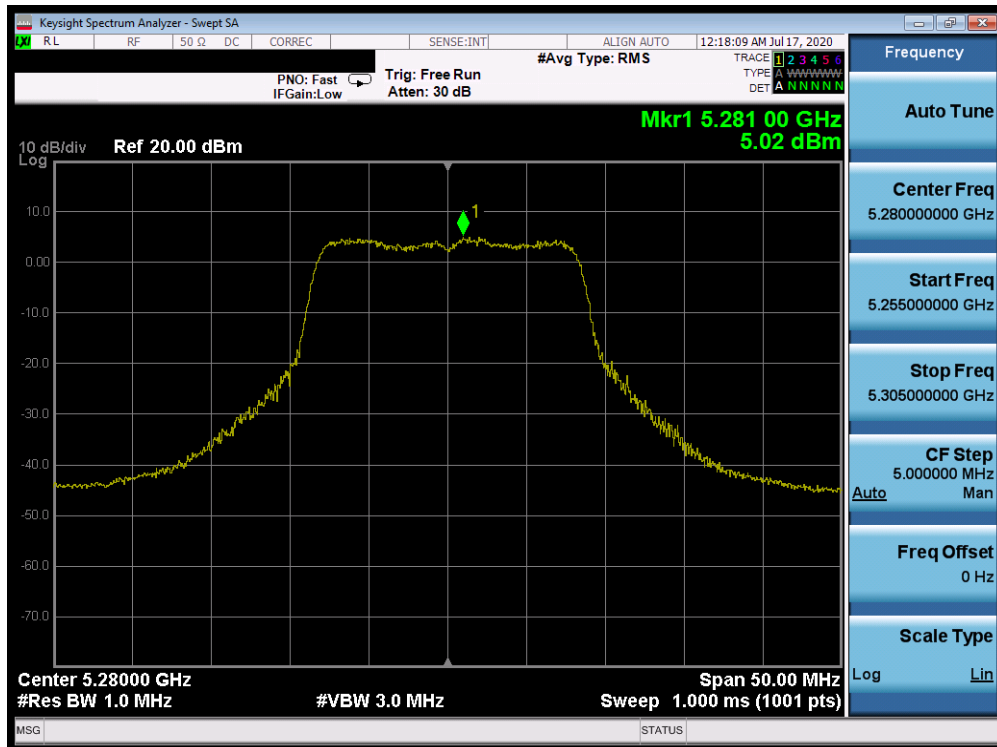 Keysight Spectrum Analyzer - Swept SA
LXI RL RF 50 Ω DC CORREC SENSE:INT ALIGN AUTO 12:18:09 AM Jul 17, 2020
#Avg Type: RMS
TRACE 1 2 3 4 5 6
TYPE A WWWWW
DET A N N N N N
PNO: Fast
IFGain:Low
Trig: Free Run
Atten: 30 dB
Mkr1 5.281 00 GHz
5.02 dBm
10 dB/div Ref 20.00 dBm
Log
10.0
0.00
-10.0
-20.0
-30.0
-40.0
-50.0
-60.0
-70.0
1
Center 5.28000 GHz Span 50.00 MHz
#Res BW 1.0 MHz #VBW 3.0 MHz Sweep 1.000 ms (1001 pts)
MSG STATUS
Frequency
Auto Tune
Center Freq
5.280000000 GHz
Start Freq
5.255000000 GHz
Stop Freq
5.305000000 GHz
CF Step
5.000000 MHz
Auto Man
Freq Offset
0 Hz
Scale Type
Log Lin